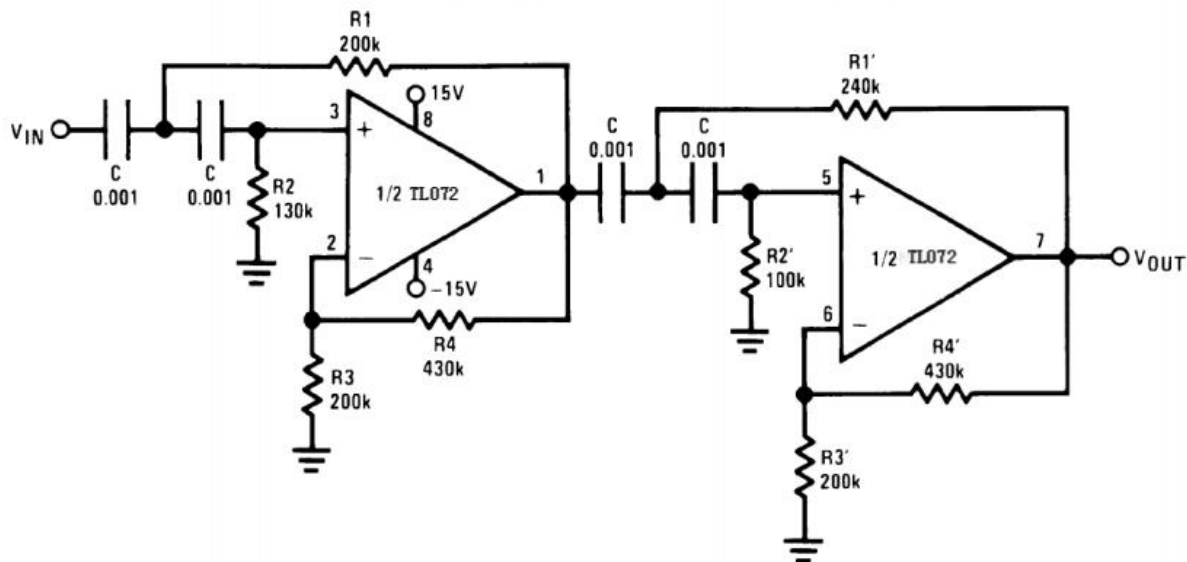 R1
200k
15V
8
3
+
VIN
C
0.001
C
0.001
R2
130k
1/2 TL072
1
2
−
4
−15V
R4
430k
R3
200k
R1'
240k
C
0.001
C
0.001
5
+
R2'
100k
1/2 TL072
7
VOUT
6
−
R4'
430k
R3'
200k